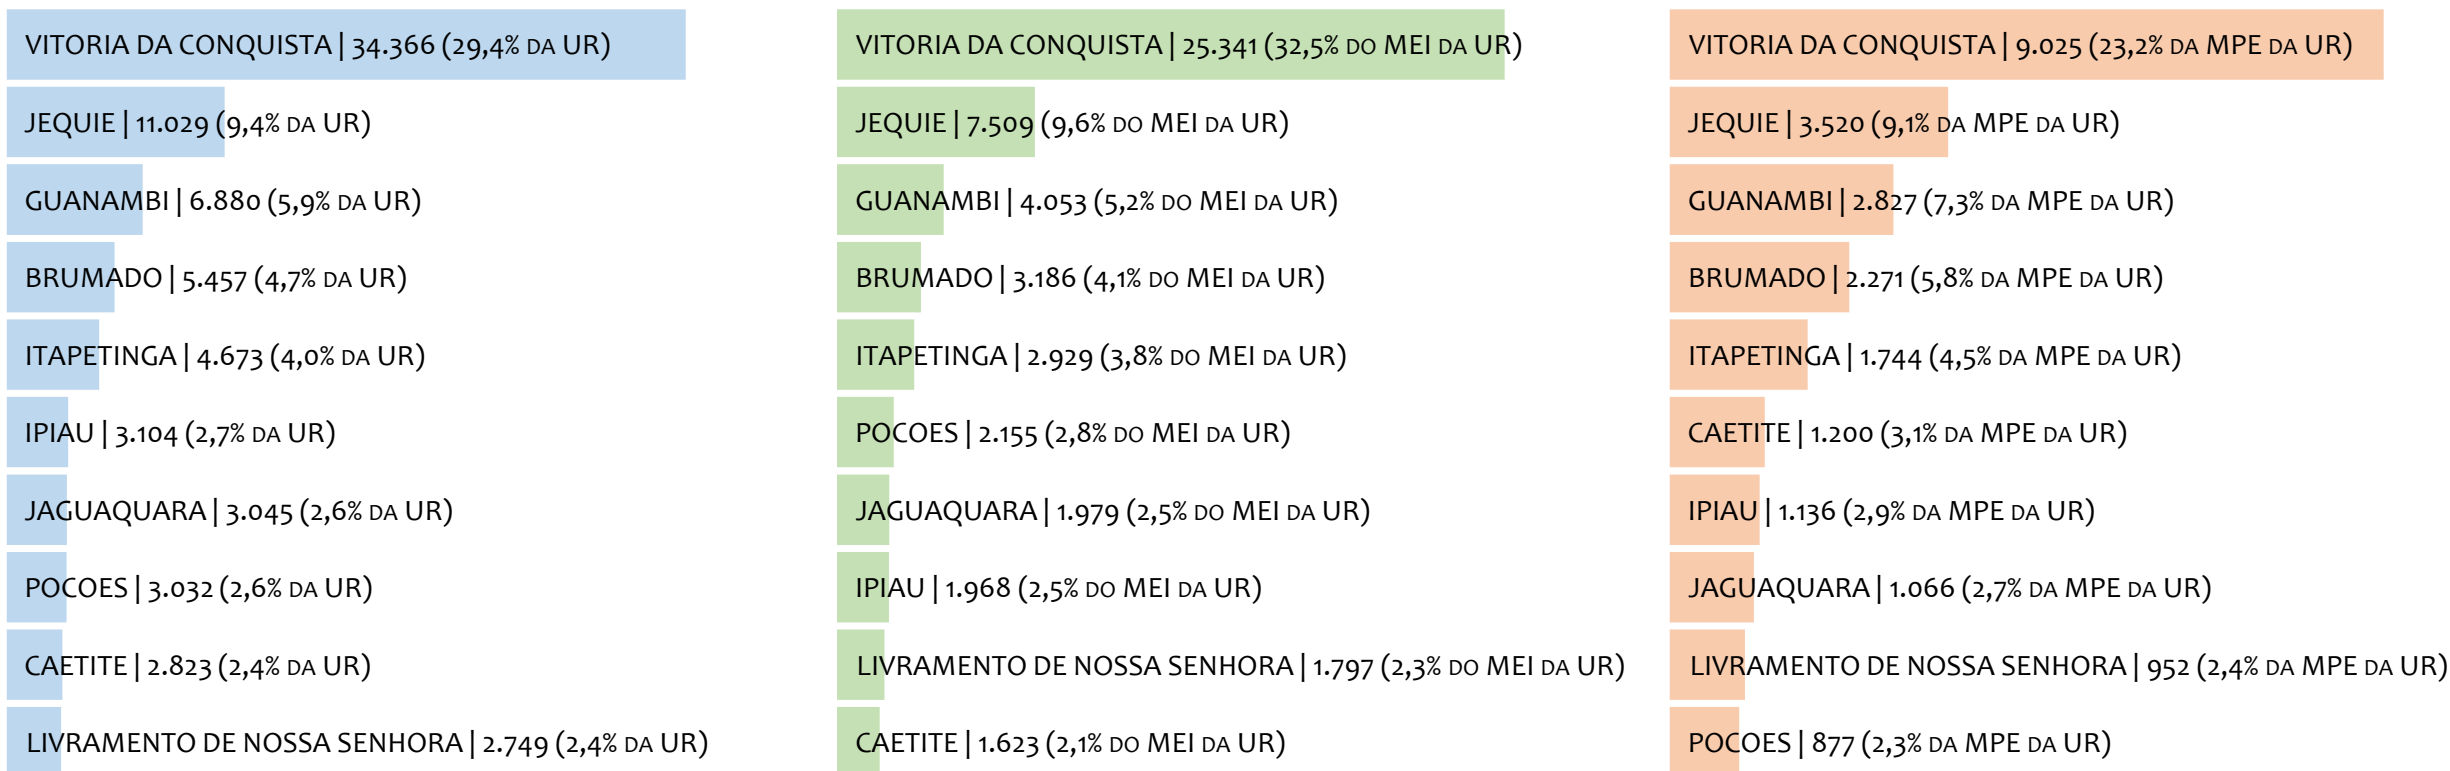 VITORIA DA CONQUISTA | 34.366 (29,4% DA UR)
JEQUIE | 11.029 (9,4% DA UR)
GUANAMBI | 6.880 (5,9% DA UR)
BRUMADO | 5.457 (4,7% DA UR)
ITAPETINGA | 4.673 (4,0% DA UR)
IPIAU | 3.104 (2,7% DA UR)
JAGUAQUARA | 3.045 (2,6% DA UR)
POCOES | 3.032 (2,6% DA UR)
CAETITE | 2.823 (2,4% DA UR)
LIVRAMENTO DE NOSSA SENHORA | 2.749 (2,4% DA UR)
VITORIA DA CONQUISTA | 25.341 (32,5% DO MEI DA UR)
JEQUIE | 7.509 (9,6% DO MEI DA UR)
GUANAMBI | 4.053 (5,2% DO MEI DA UR)
BRUMADO | 3.186 (4,1% DO MEI DA UR)
ITAPETINGA | 2.929 (3,8% DO MEI DA UR)
POCOES | 2.155 (2,8% DO MEI DA UR)
JAGUAQUARA | 1.979 (2,5% DO MEI DA UR)
IPIAU | 1.968 (2,5% DO MEI DA UR)
LIVRAMENTO DE NOSSA SENHORA | 1.797 (2,3% DO MEI DA UR)
CAETITE | 1.623 (2,1% DO MEI DA UR)
VITORIA DA CONQUISTA | 9.025 (23,2% DA MPE DA UR)
JEQUIE | 3.520 (9,1% DA MPE DA UR)
GUANAMBI | 2.827 (7,3% DA MPE DA UR)
BRUMADO | 2.271 (5,8% DA MPE DA UR)
ITAPETINGA | 1.744 (4,5% DA MPE DA UR)
CAETITE | 1.200 (3,1% DA MPE DA UR)
IPIAU | 1.136 (2,9% DA MPE DA UR)
JAGUAQUARA | 1.066 (2,7% DA MPE DA UR)
LIVRAMENTO DE NOSSA SENHORA | 952 (2,4% DA MPE DA UR)
POCOES | 877 (2,3% DA MPE DA UR)